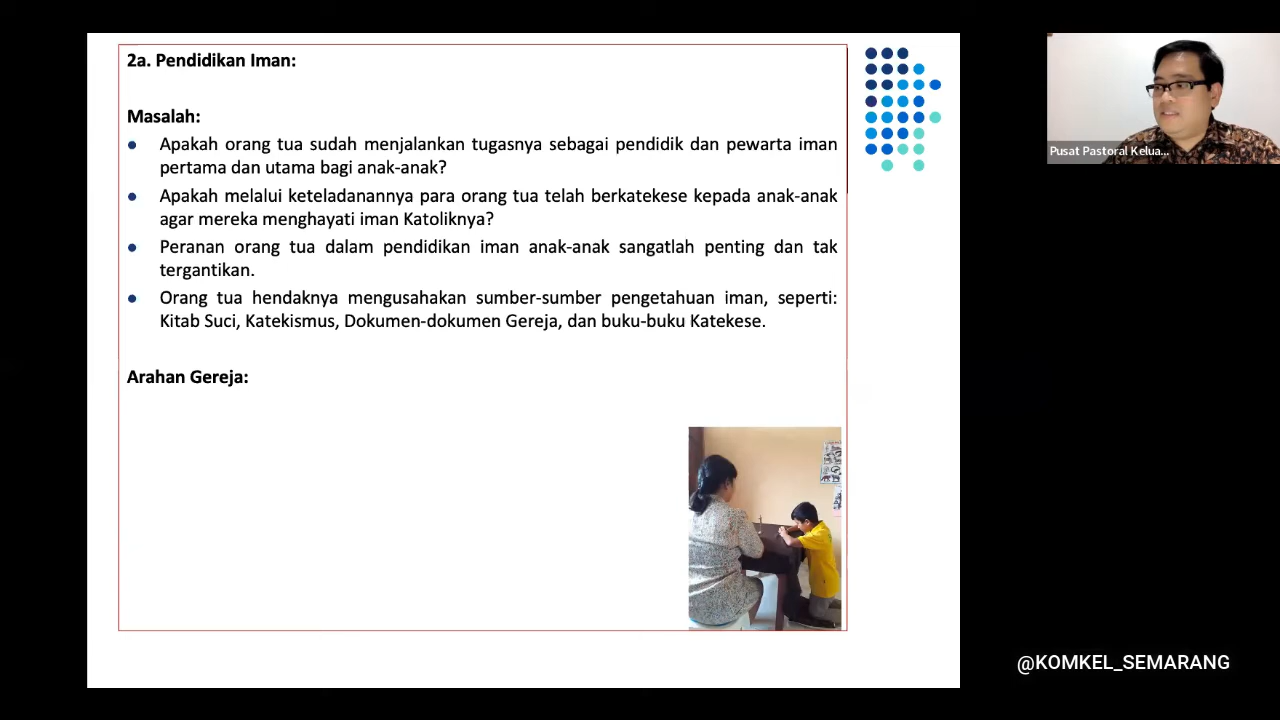 2a. Pendidikan Iman:
Masalah:
Apakah orang tua sudah menjalankan tugasnya sebagai pendidik dan pewarta iman
pertama dan utama bagi anak-anak?
Apakah melalui keteladanannya para orang tua telah berkatekese kepada anak-anak
agar mereka menghayati iman Katoliknya?
Peranan orang tua dalam pendidikan iman anak-anak sangatlah penting dan tak
tergantikan.
Orang tua hendaknya mengusahakan sumber-sumber pengetahuan iman, seperti:
Kitab Suci, Katekismus, Dokumen-dokumen Gereja, dan buku-buku Katekese.
Arahan Gereja:
Pusat Pastoral Kelua...
@KOMKEL_SEMARANG